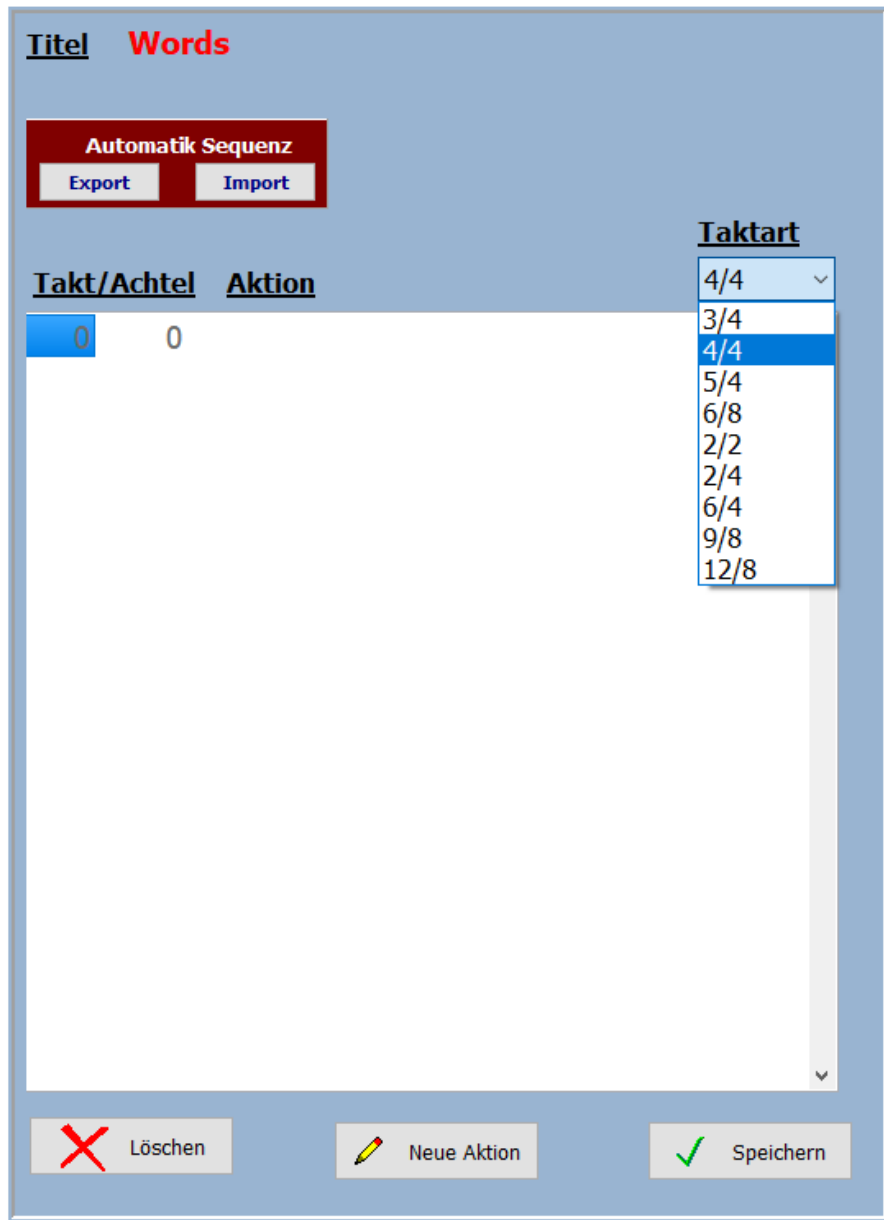 Titel Words
Automatik Sequenz
Export Import
Taktart
Takt/Achtel Aktion 4/4
0 0
3/4
4/4
5/4
6/8
2/2
2/4
6/4
9/8
12/8
Löschen Neue Aktion Speichern